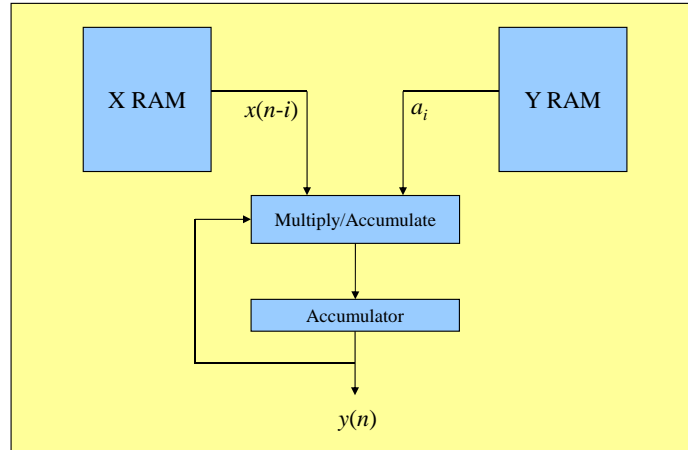 X RAM
Y RAM
x(n-i)
a_i
Multiply/Accumulate
Accumulator
y(n)